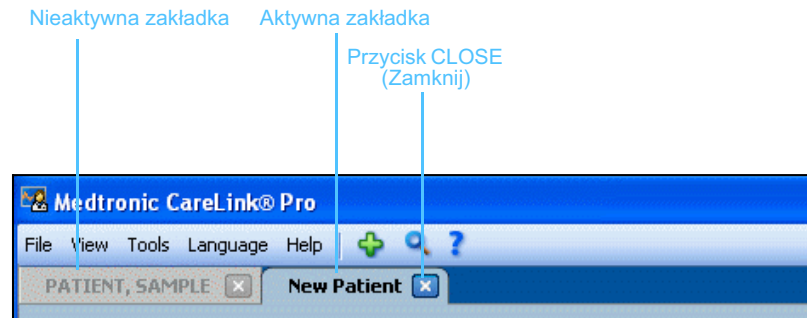 Nieaktywna zakładka Aktywna zakładka
Przycisk CLOSE
(Zamknij)
Medtronic CareLink® Pro
File View Tools Language Help ?
PATIENT, SAMPLE New Patient